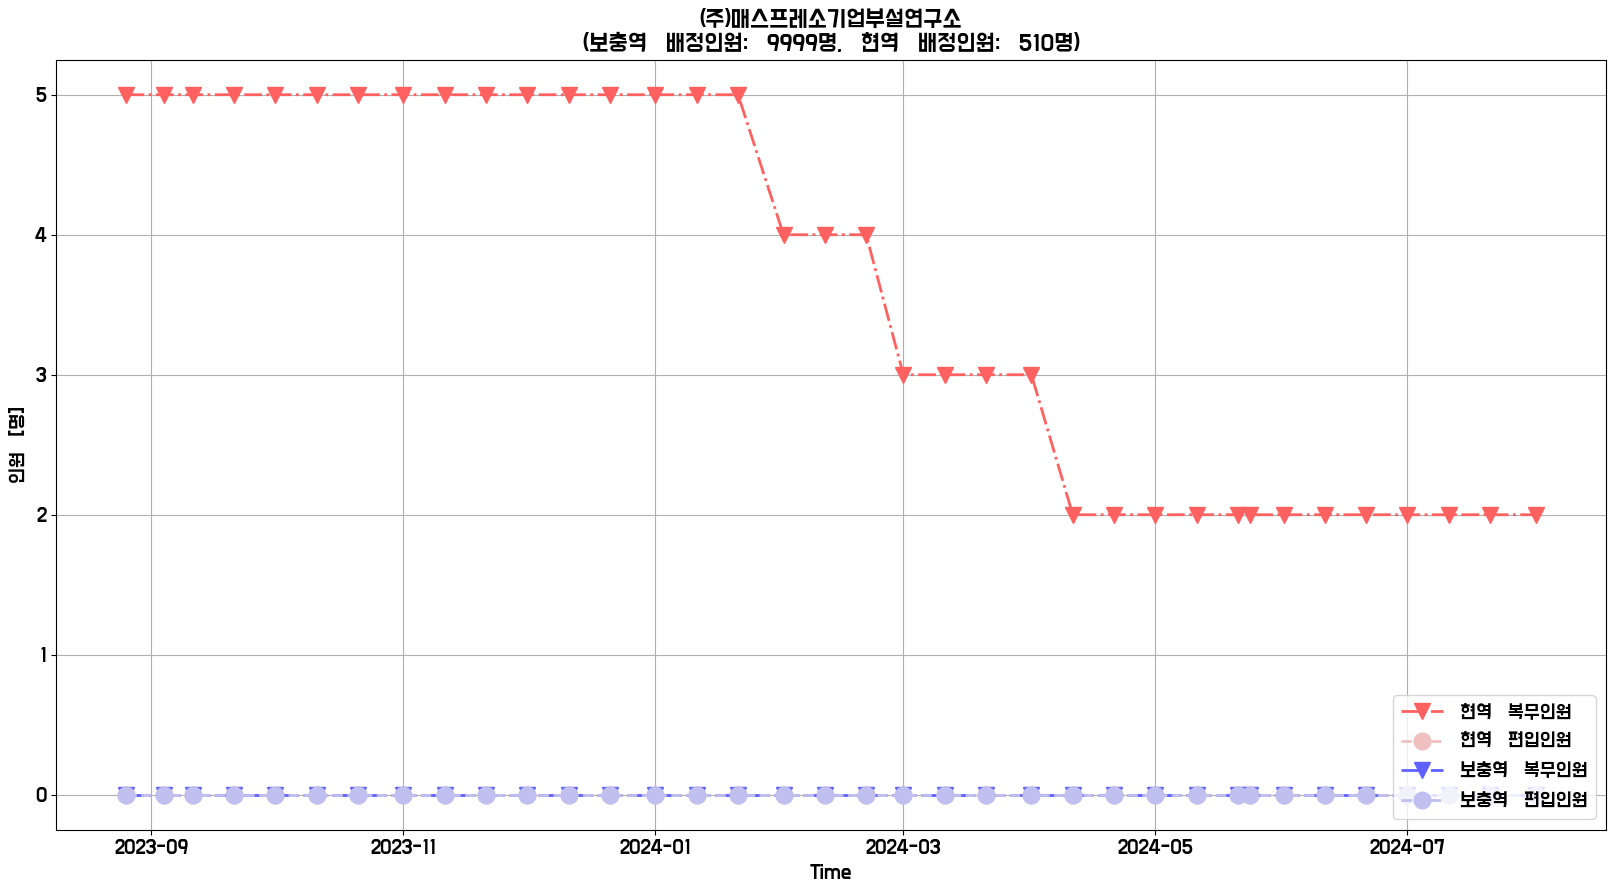 (주)매스프레소기업부설연구소
(보충역 배정인원: 9999명, 현역 배정인원: 510명)
5
4
3
2
1
0
인원 [명]
2023-09 2023-11 2024-01 2024-03 2024-05 2024-07
Time
현역 복무인원
현역 편입인원
보충역 복무인원
보충역 편입인원